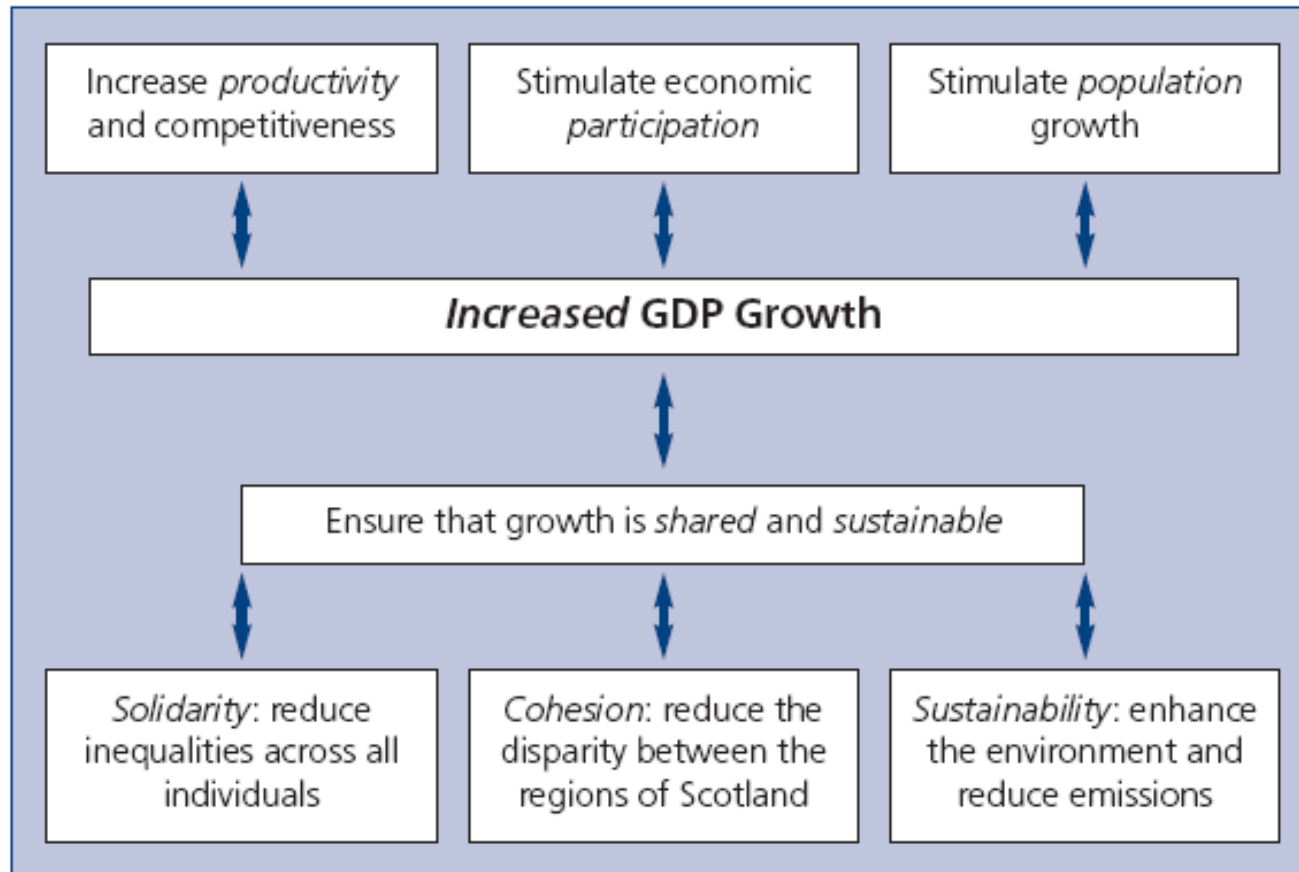 Increase productivity
and competitiveness
Stimulate economic
participation
Stimulate population
growth
Increased GDP Growth
Ensure that growth is shared and sustainable
Solidarity: reduce
inequalities across all
individuals
Cohesion: reduce the
disparity between the
regions of Scotland
Sustainability: enhance
the environment and
reduce emissions